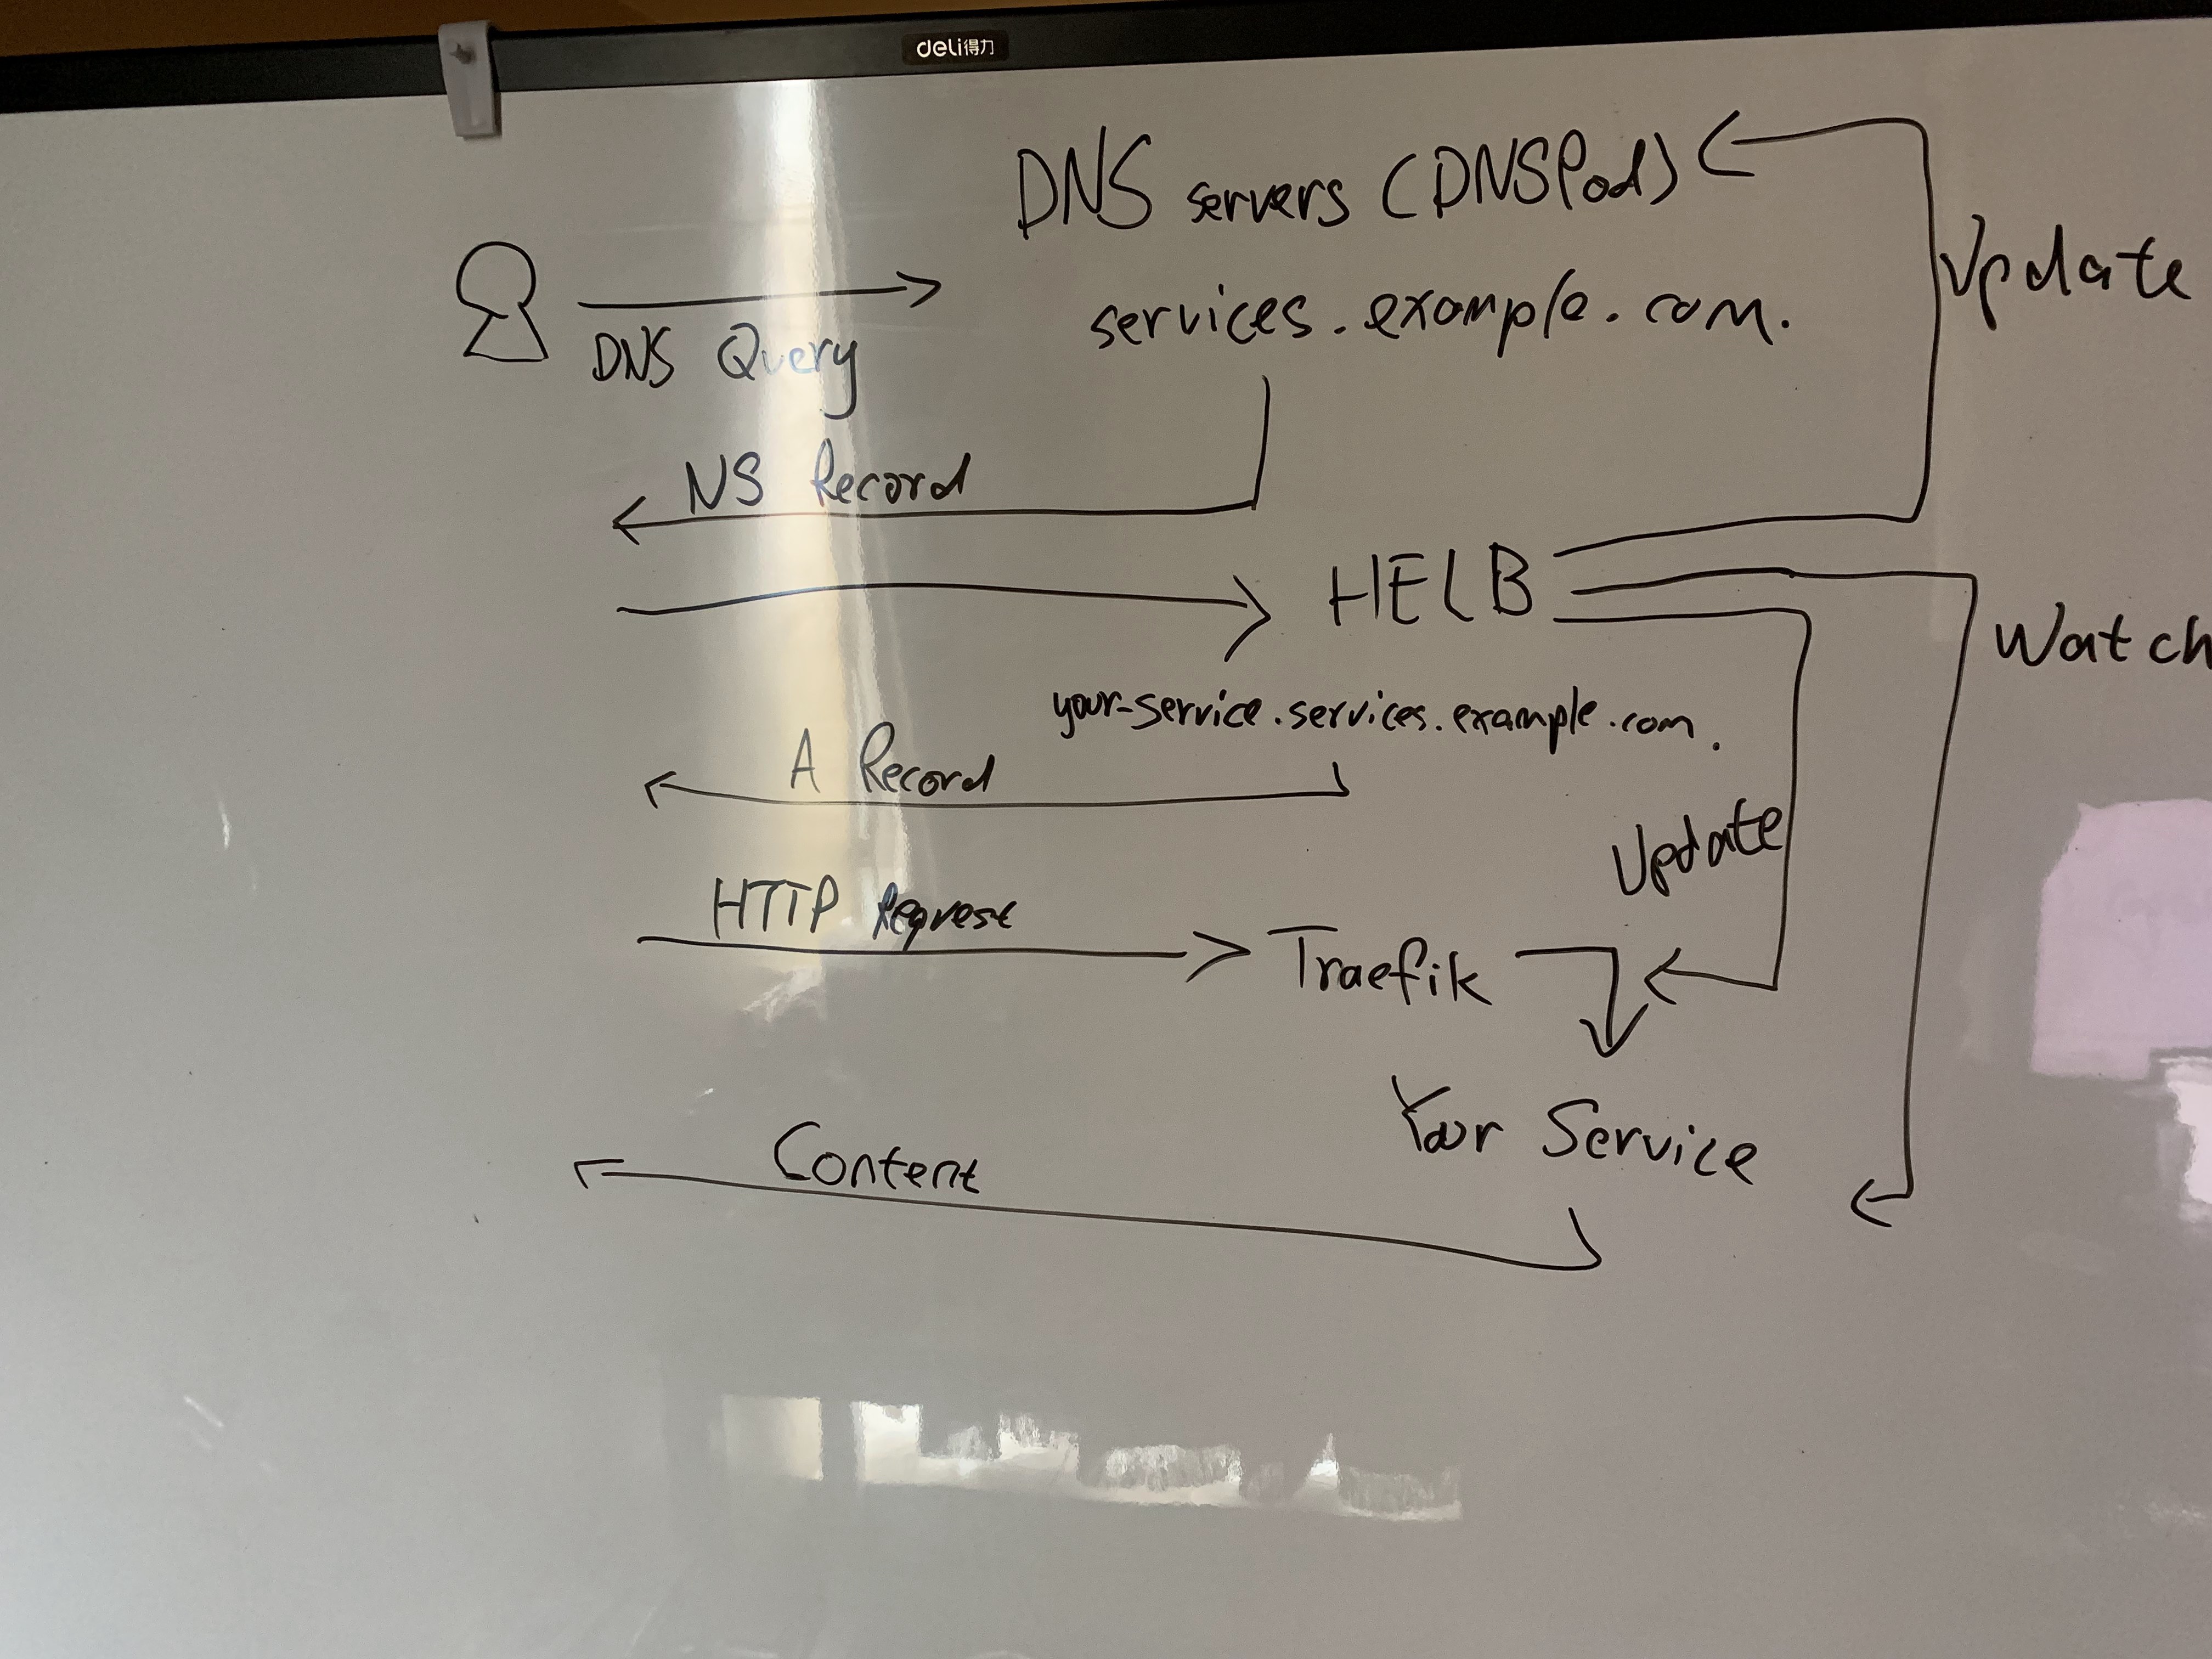 deli得力
DNS servers (DNSPod)
Update
services.example.com.
DNS Query
NS Record
HELB
Watch
your-service.services.example.com.
A Record
Update
HTTP Request
Traefik
Your Service
Content